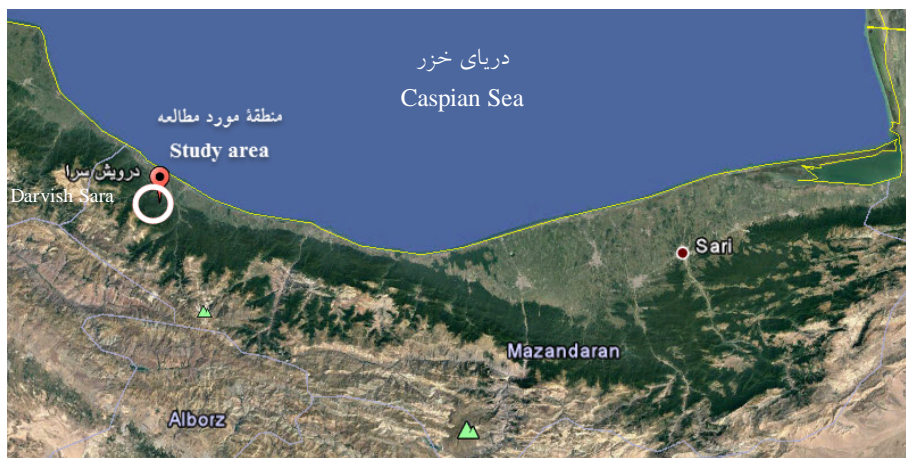 دریای خزر
Caspian Sea
منطقهٔ مورد مطالعه
Study area
درویش سرا
Darvish Sara
Sari
Mazandaran
Alborz